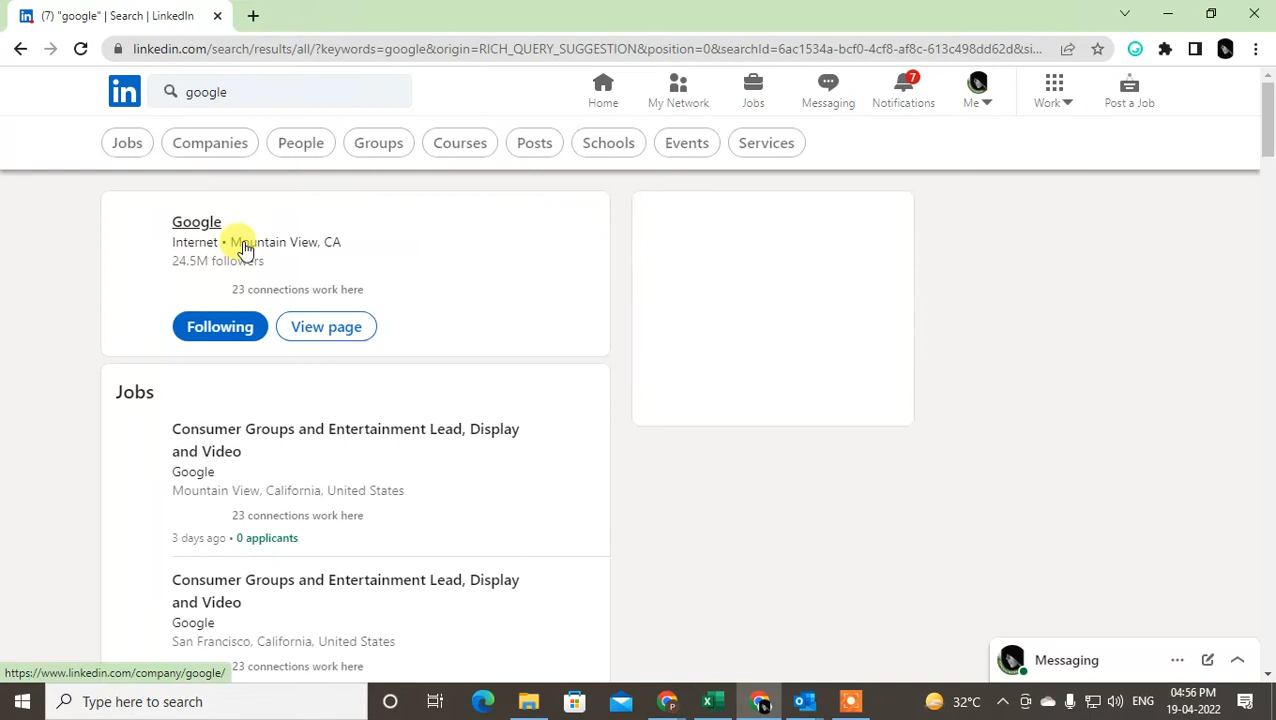 (7) "google" | Search | LinkedIn
linkedin.com/search/results/all/?keywords=google&origin=RICH_QUERY_SUGGESTION&position=0&searchId=6ac1534a-bcf0-4cf8-af8c-613c498dd62d&si...
in
google
Home
My Network
Jobs
Messaging
7
Notifications
Me
Work
Post a Job
Jobs
Companies
People
Groups
Courses
Posts
Schools
Events
Services
Google
Internet • Mountain View, CA
24.5M followers
23 connections work here
Following
View page
Jobs
Consumer Groups and Entertainment Lead, Display
and Video
Google
Mountain View, California, United States
23 connections work here
3 days ago • 0 applicants
Consumer Groups and Entertainment Lead, Display
and Video
Google
San Francisco, California, United States
23 connections work here
https://www.linkedin.com/company/google/
Messaging
Type here to search
32°C
ENG
04:56 PM
19-04-2022